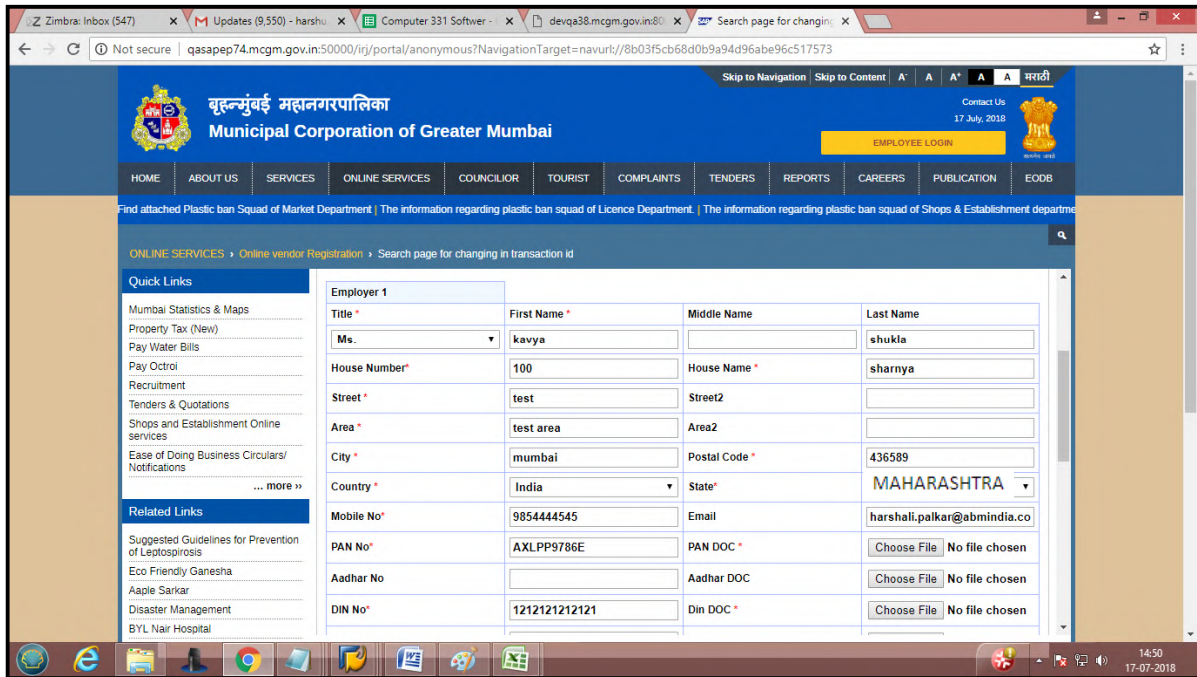 Zimbra: Inbox (547)
M Updates (9,550) - harshu
Computer 331 Softwer -
devqa38.mcgm.gov.in:80
Search page for changing
Not secure | qasapep74.mcgm.gov.in:50000/irj/portal/anonymous?NavigationTarget=navurl://8b03f5cb68d0b9a94d96abe96c517573
Skip to Navigation | Skip to Content | A- | A | A+ | A | A | मराठी
बृहन्मुंबई महानगरपालिका
Municipal Corporation of Greater Mumbai
Contact Us
17 July, 2018
EMPLOYEE LOGIN
HOME ABOUT US SERVICES ONLINE SERVICES COUNCILIOR TOURIST COMPLAINTS TENDERS REPORTS CAREERS PUBLICATION EODB
Find attached Plastic ban Squad of Market Department | The information regarding plastic ban squad of Licence Department. | The information regarding plastic ban squad of Shops & Establishment departme
ONLINE SERVICES › Online vendor Registration › Search page for changing in transaction id
Quick Links
Mumbai Statistics & Maps
Property Tax (New)
Pay Water Bills
Pay Octroi
Recruitment
Tenders & Quotations
Shops and Establishment Online
services
Ease of Doing Business Circulars/
Notifications
... more ››
Related Links
Suggested Guidelines for Prevention
of Leptospirosis
Eco Friendly Ganesha
Aaple Sarkar
Disaster Management
BYL Nair Hospital
Employer 1
Title * First Name * Middle Name Last Name
Ms. kavya shukla
House Number* 100 House Name * sharnya
Street * test Street2
Area * test area Area2
City * mumbai Postal Code * 436589
Country * India State* MAHARASHTRA
Mobile No* 9854444545 Email harshali.palkar@abmindia.co
PAN No* AXLPP9786E PAN DOC * Choose File No file chosen
Aadhar No Aadhar DOC Choose File No file chosen
DIN No* 1212121212121 Din DOC * Choose File No file chosen
14:50
17-07-2018